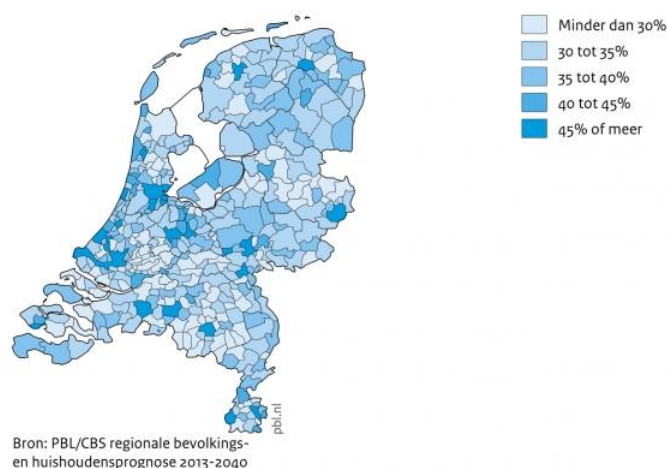 Minder dan 30%
30 tot 35%
35 tot 40%
40 tot 45%
45% of meer
pbl.nl
Bron: PBL/CBS regionale bevolkings-
en huishoudensprognose 2013-2040